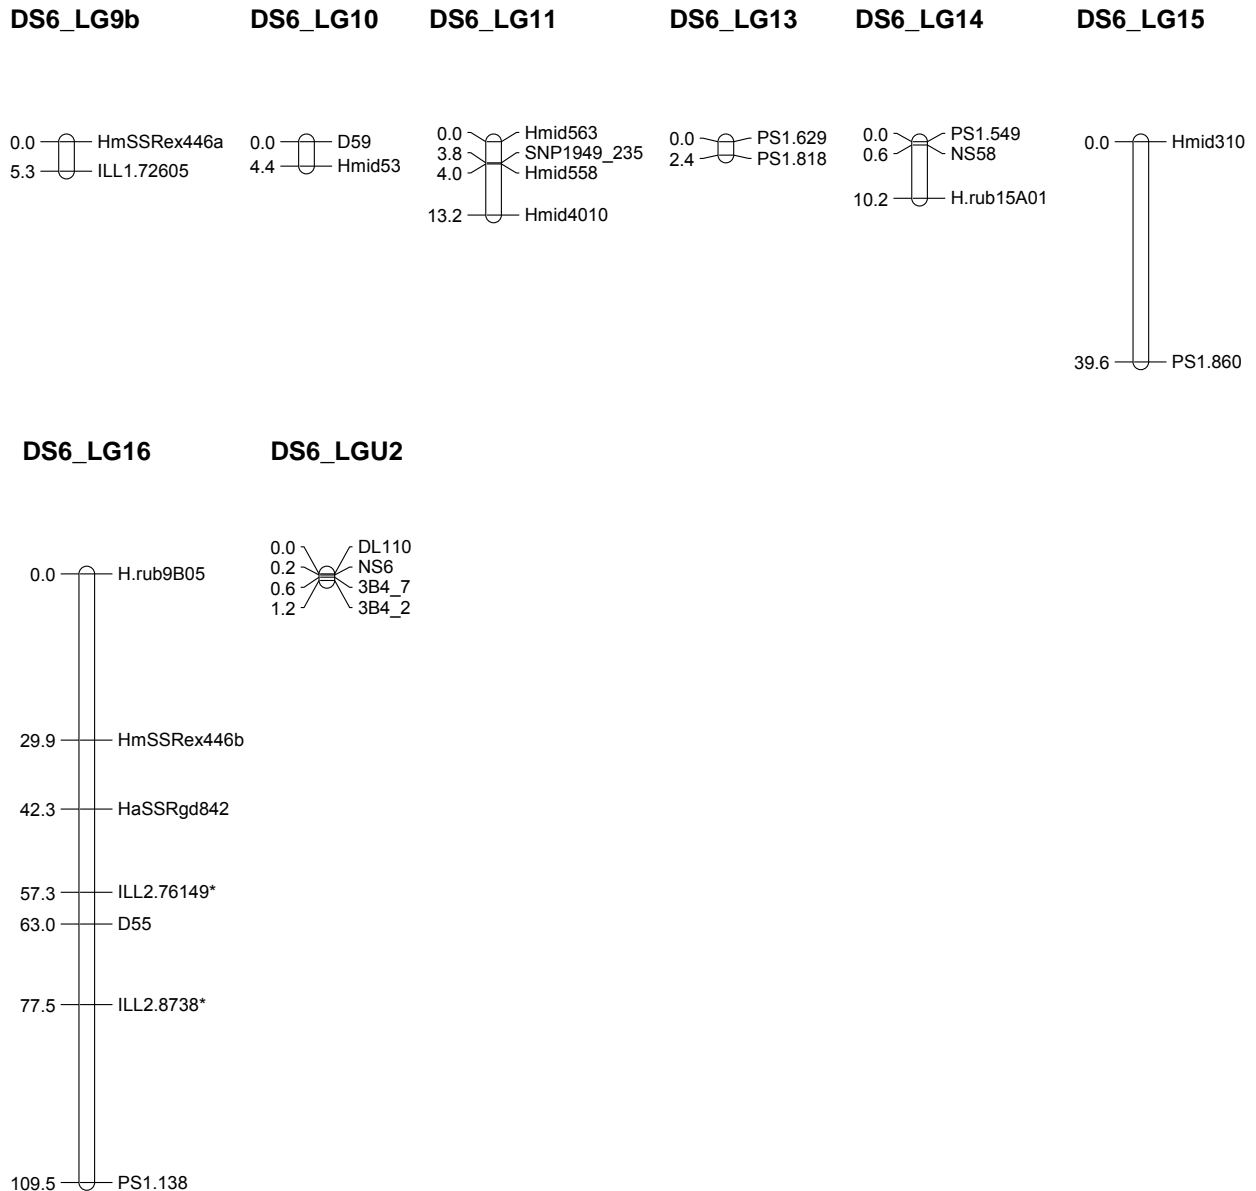 DS6_LG9b
0.0 HmSSRex446a
5.3 ILL1.72605
DS6_LG10
0.0 D59
4.4 Hmid53
DS6_LG11
0.0 Hmid563
3.8 SNP1949_235
4.0 Hmid558
13.2 Hmid4010
DS6_LG13
0.0 PS1.629
2.4 PS1.818
DS6_LG14
0.0 PS1.549
0.6 NS58
10.2 H.rub15A01
DS6_LG15
0.0 Hmid310
39.6 PS1.860
DS6_LG16
0.0 H.rub9B05
29.9 HmSSRex446b
42.3 HaSSRgd842
57.3 ILL2.76149*
63.0 D55
77.5 ILL2.8738*
109.5 PS1.138
DS6_LGU2
0.0 DL110
0.2 NS6
0.6 3B4_7
1.2 3B4_2